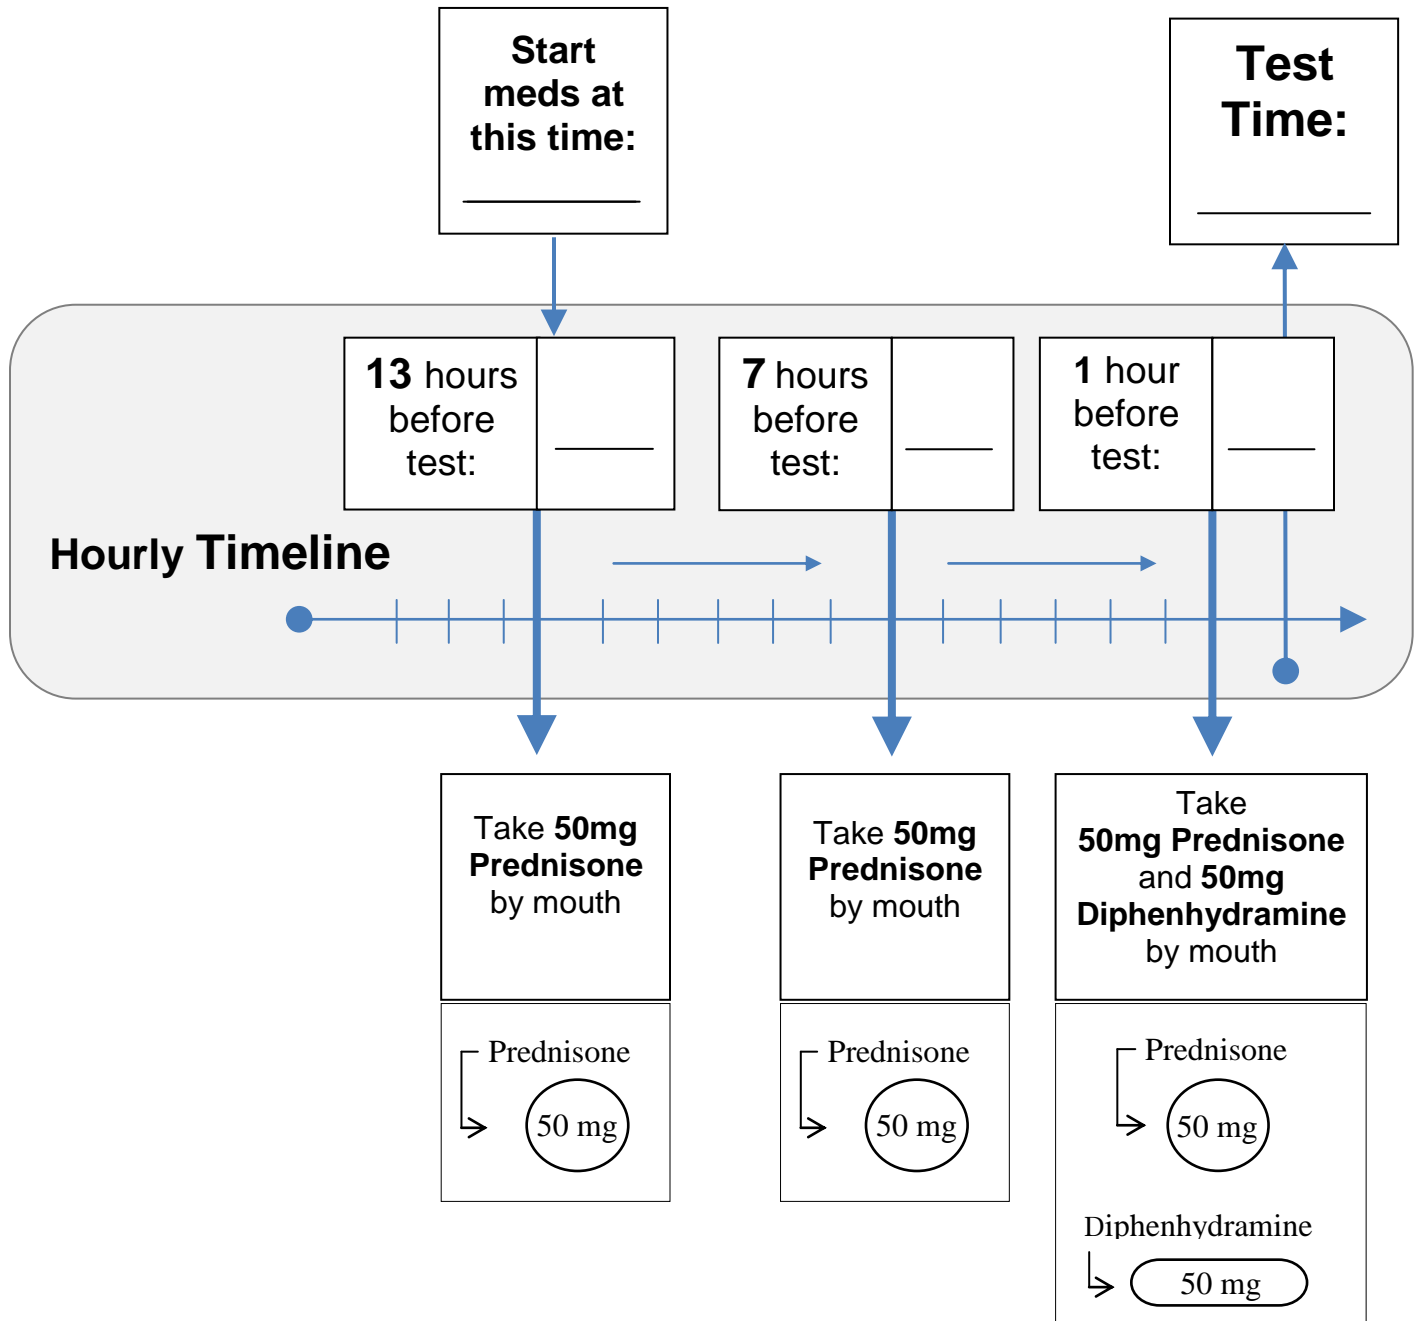 Start
meds at
this time:
Test
Time:
13 hours
before
test:
7 hours
before
test:
1 hour
before
test:
Hourly Timeline
Take 50mg
Prednisone
by mouth
Take 50mg
Prednisone
by mouth
Take
50mg Prednisone
and 50mg
Diphenhydramine
by mouth
Prednisone
50 mg
Prednisone
50 mg
Prednisone
50 mg
Diphenhydramine
50 mg